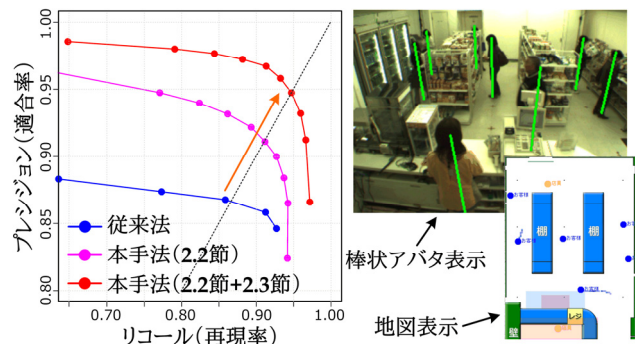 プレシジョン(適合率)
1.00
0.95
0.90
0.85
0.80
従来法
本手法(2.2節)
本手法(2.2節+2.3節)
0.70
0.80
0.90
1.00
リコール(再現率)
棒状アバタ表示
地図表示
お客様
従業
お客様
棚
お客様
棚
お客様
お客様
レジ
壁